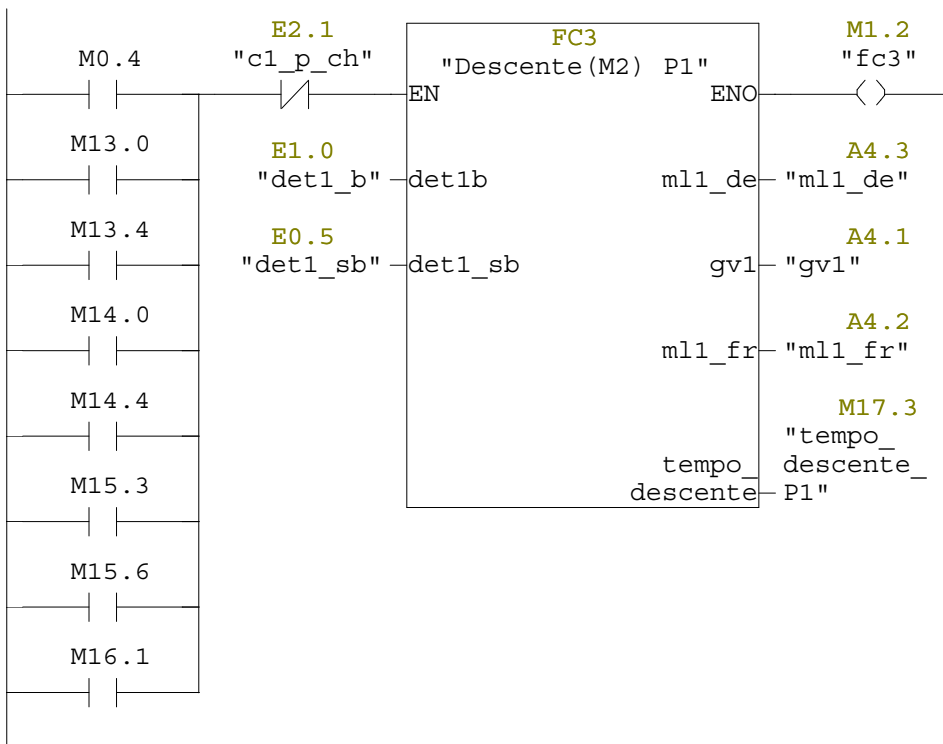 E2.1
FC3
M1.2
M0.4
"c1_p_ch"
"Descente(M2) P1"
"fc3"
EN
ENO
M13.0
E1.0
A4.3
"det1_b"
det1b
ml1_de
"ml1_de"
M13.4
E0.5
A4.1
"det1_sb"
det1_sb
gv1
"gv1"
M14.0
A4.2
ml1_fr
"ml1_fr"
M14.4
M17.3
"tempo_
tempo_
descente_
M15.3
descente
P1"
M15.6
M16.1